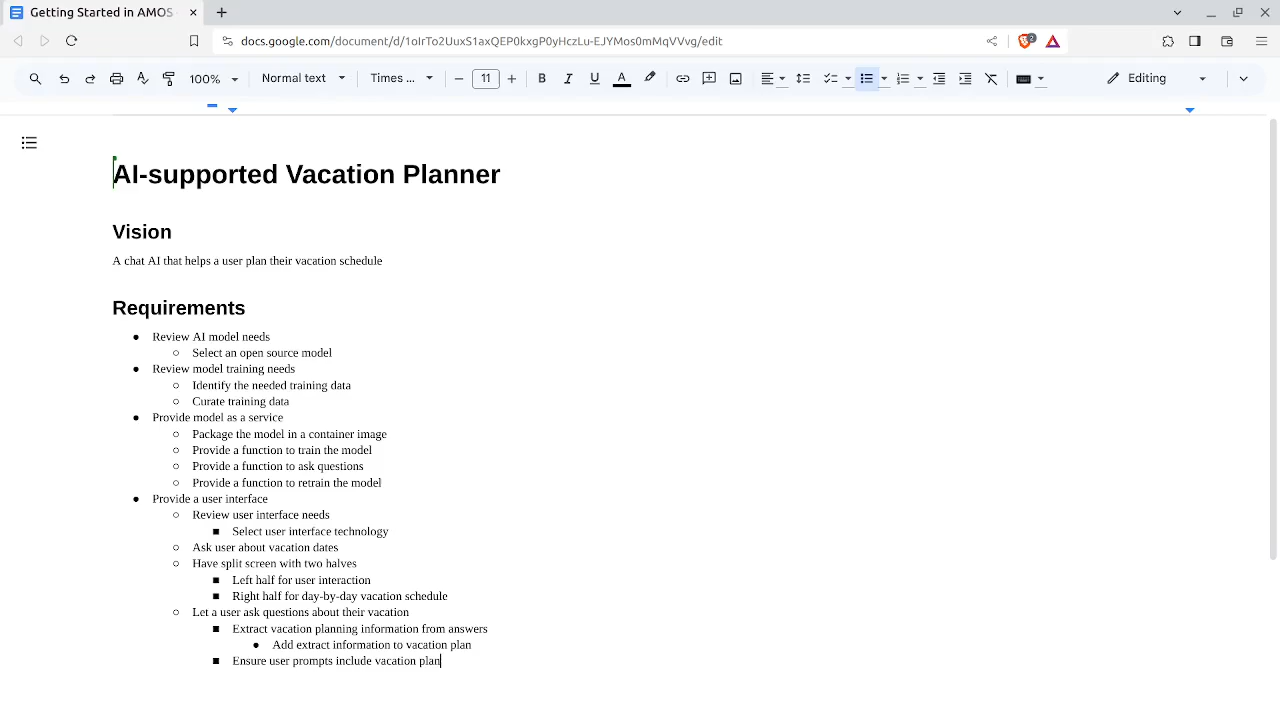 Getting Started in AMOS
docs.google.com/document/d/1oIrTo2UuxS1axQEP0kxgP0yHczLu-EJYMos0mMqVVvg/edit
2
100%
Normal text
Times ...
11
B
I
U
A
Editing
AI-supported Vacation Planner
Vision
A chat AI that helps a user plan their vacation schedule
Requirements
Review AI model needs
Select an open source model
Review model training needs
Identify the needed training data
Curate training data
Provide model as a service
Package the model in a container image
Provide a function to train the model
Provide a function to ask questions
Provide a function to retrain the model
Provide a user interface
Review user interface needs
Select user interface technology
Ask user about vacation dates
Have split screen with two halves
Left half for user interaction
Right half for day-by-day vacation schedule
Let a user ask questions about their vacation
Extract vacation planning information from answers
Add extract information to vacation plan
Ensure user prompts include vacation plan